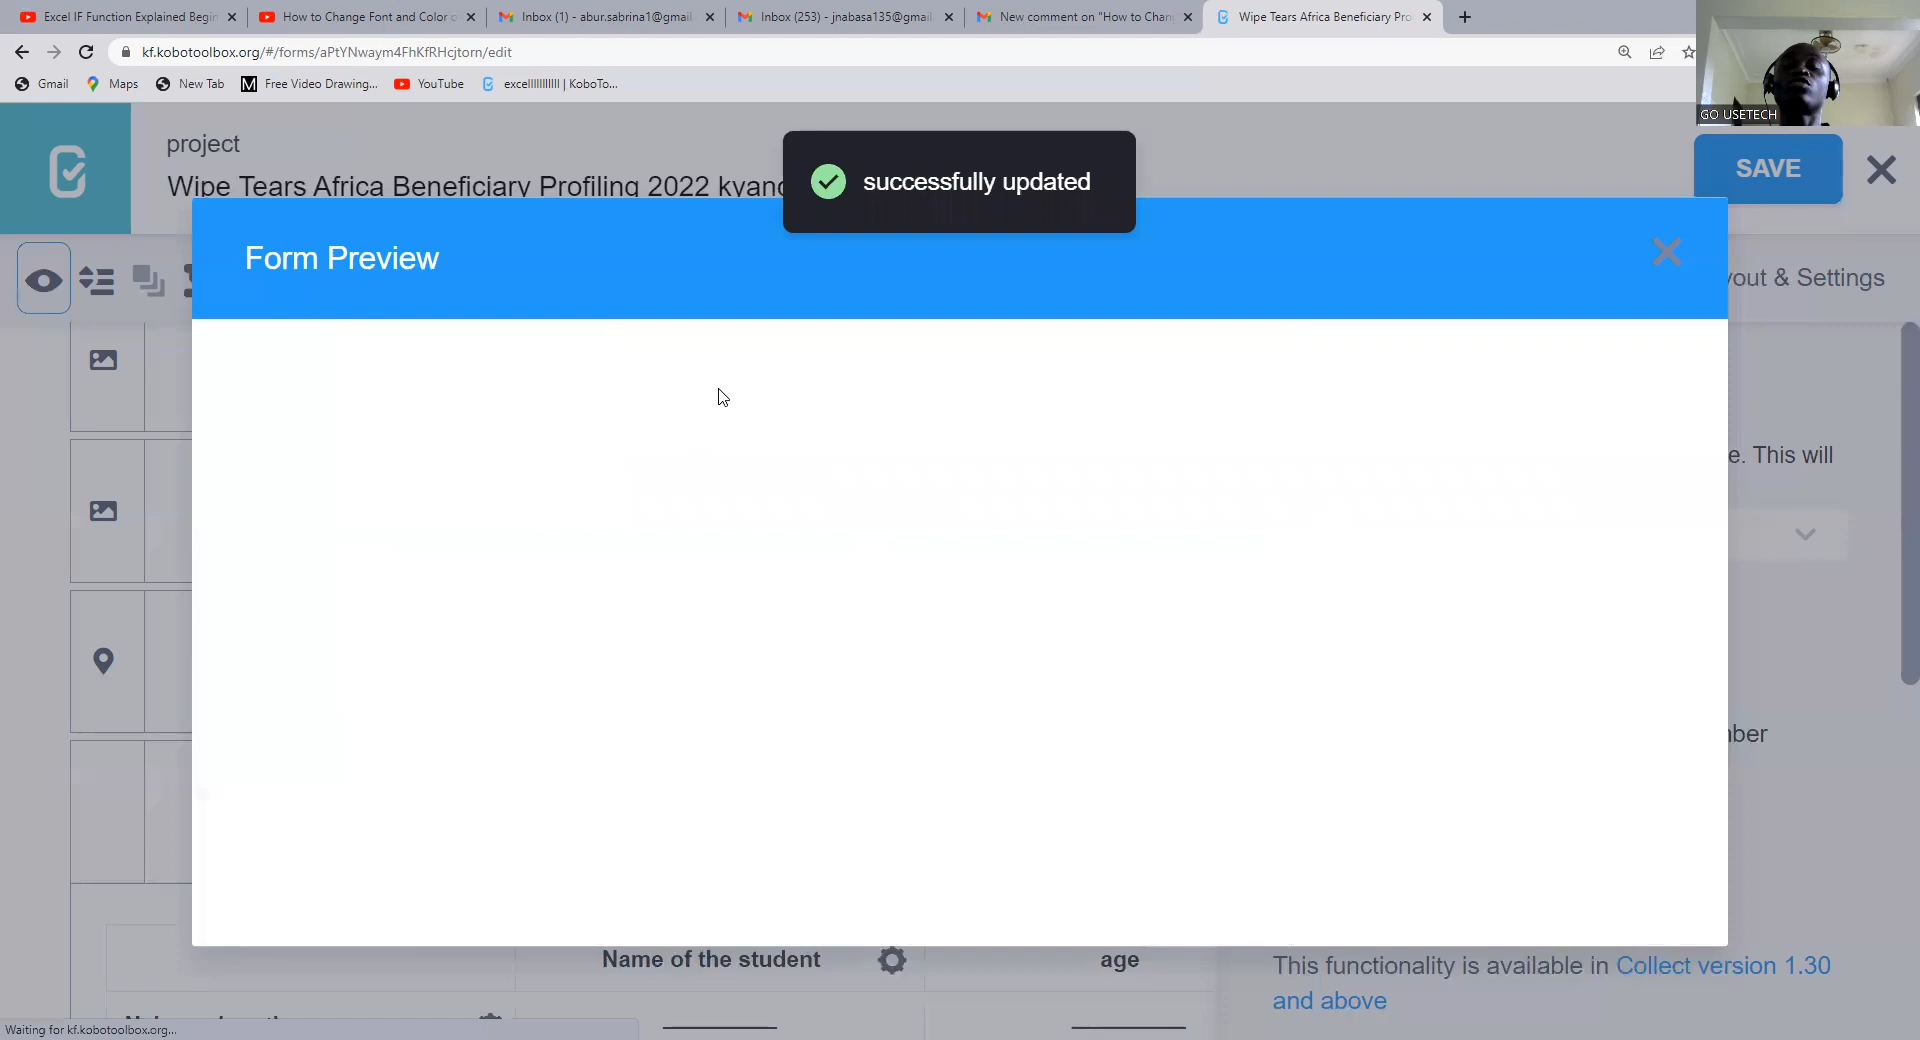 Excel IF Function Explained Begin
How to Change Font and Color o
Inbox (1) - abur.sabrina1@gmail
Inbox (253) - jnabasa135@gmail.
New comment on "How to Chan
Wipe Tears Africa Beneficiary Pro
kf.kobotoolbox.org/#/forms/aPtYNwaym4FhKfRHcjtorn/edit
Gmail
Maps
New Tab
Free Video Drawing...
YouTube
excellllllllllll | KoboTo...
GO USETECH
project
Wipe Tears Africa Beneficiary Profiling 2022 kyand
successfully updated
SAVE
Form Preview
yout & Settings
e. This will
nber
Name of the student
age
This functionality is available in Collect version 1.30
and above
Waiting for kf.kobotoolbox.org...